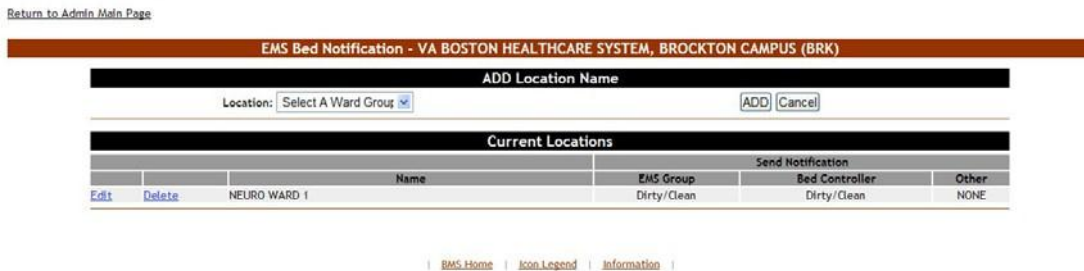 Return to Admin Main Page
EMS Bed Notification - VA BOSTON HEALTHCARE SYSTEM, BROCKTON CAMPUS (BRK)
ADD Location Name
Location: Select A Ward Group ADD Cancel
Current Locations
Send Notification
Name EMS Group Bed Controller Other
Edit Delete NEURO WARD 1 Dirty/Clean Dirty/Clean NONE
| BMS Home | Icon Legend | Information |